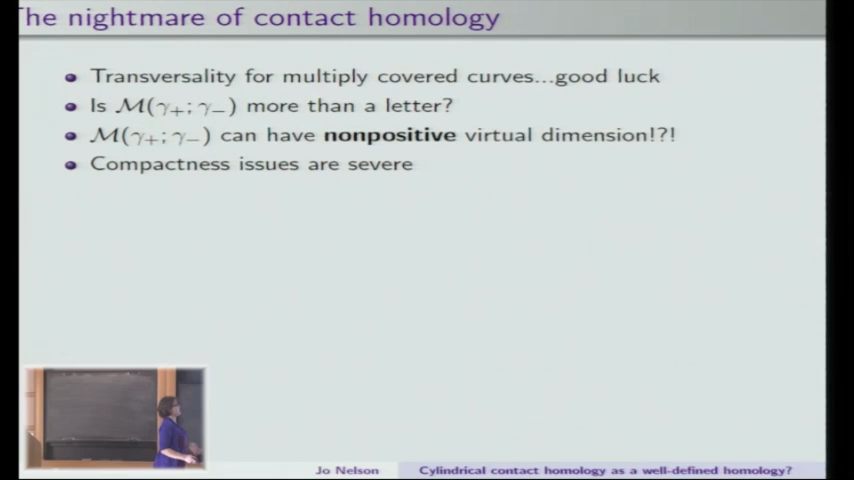 The nightmare of contact homology
Transversality for multiply covered curves...good luck
Is ℳ(γ₊; γ₋) more than a letter?
ℳ(γ₊; γ₋) can have nonpositive virtual dimension!?!
Compactness issues are severe
Jo Nelson Cylindrical contact homology as a well-defined homology?